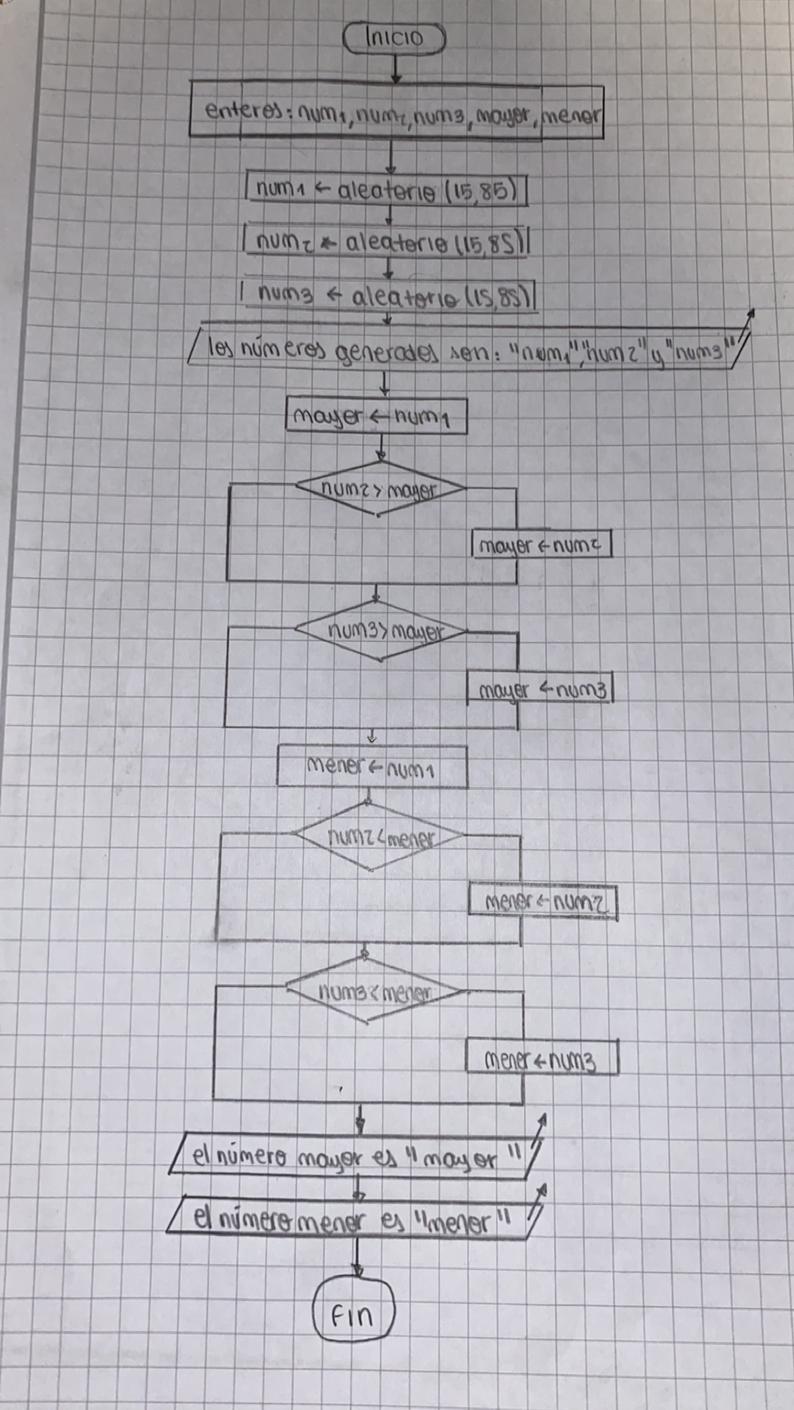 Inicio
enteros: num1, num2, num3, mayor, menor
num1 ← aleatorio (15,85)
num2 ← aleatorio (15,85)
num3 ← aleatorio (15,85)
los números generados son: "num1", "num2" y "num3"
mayor ← num1
num2 > mayor
mayor ← num2
num3 > mayor
mayor ← num3
menor ← num1
num2 < menor
menor ← num2
num3 < menor
menor ← num3
el número mayor es "mayor"
el número menor es "menor"
Fin